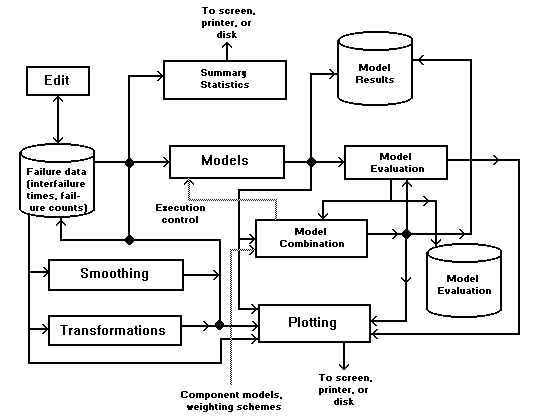 To screen,
printer, or
disk
Edit
Summary
Statistics
Model
Results
Failure data
(interfailure
times, fail-
ure counts)
Models
Model
Evaluation
Execution
control
Model
Combination
Smoothing
Model
Evaluation
Transformations
Plotting
Component models,
weighting schemes
To screen,
printer, or
disk